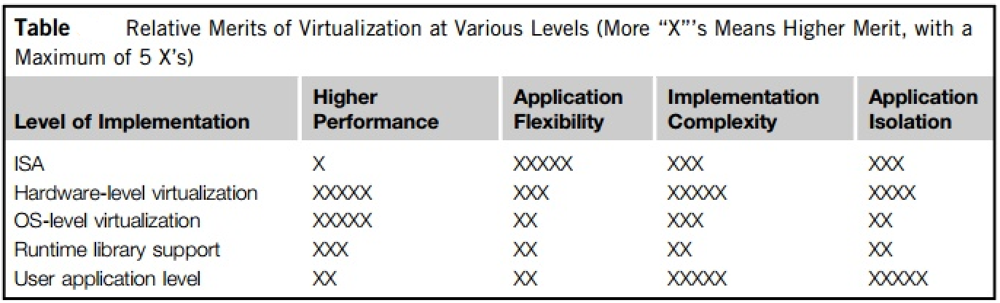 Table Relative Merits of Virtualization at Various Levels (More “X”’s Means Higher Merit, with a
Maximum of 5 X’s)
Level of Implementation Higher Performance Application Flexibility Implementation Complexity Application Isolation
ISA X XXXXX XXX XXX
Hardware-level virtualization XXXXX XXX XXXXX XXXX
OS-level virtualization XXXXX XX XXX XX
Runtime library support XXX XX XX XX
User application level XX XX XXXXX XXXXX